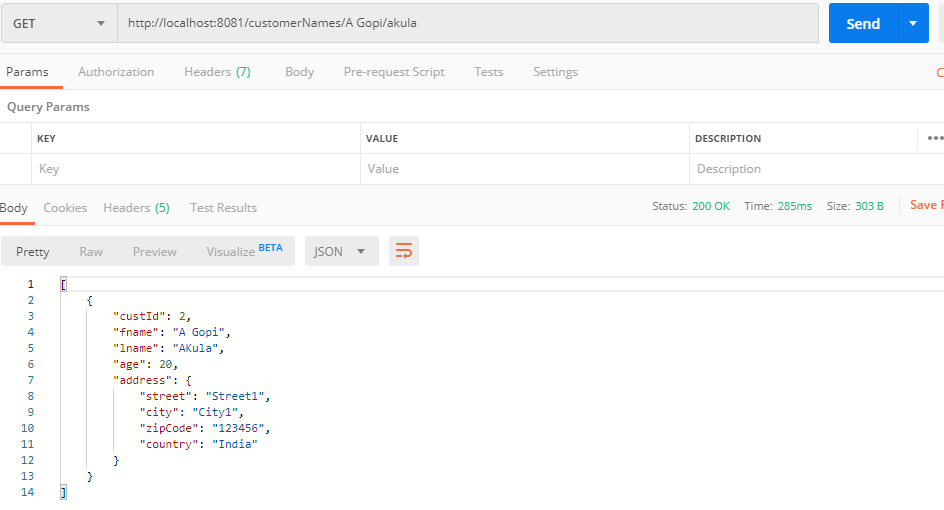 GET http://localhost:8081/customerNames/A Gopi/akula Send
Params Authorization Headers (7) Body Pre-request Script Tests Settings C
Query Params
KEY VALUE DESCRIPTION
Key Value Description
Body Cookies Headers (5) Test Results Status: 200 OK Time: 285ms Size: 303 B Save
Pretty Raw Preview Visualize BETA JSON
1 [
2 {
3 "custId": 2,
4 "fname": "A Gopi",
5 "lname": "AKula",
6 "age": 20,
7 "address": {
8 "street": "Street1",
9 "city": "City1",
10 "zipCode": "123456",
11 "country": "India"
12 }
13 }
14 ]